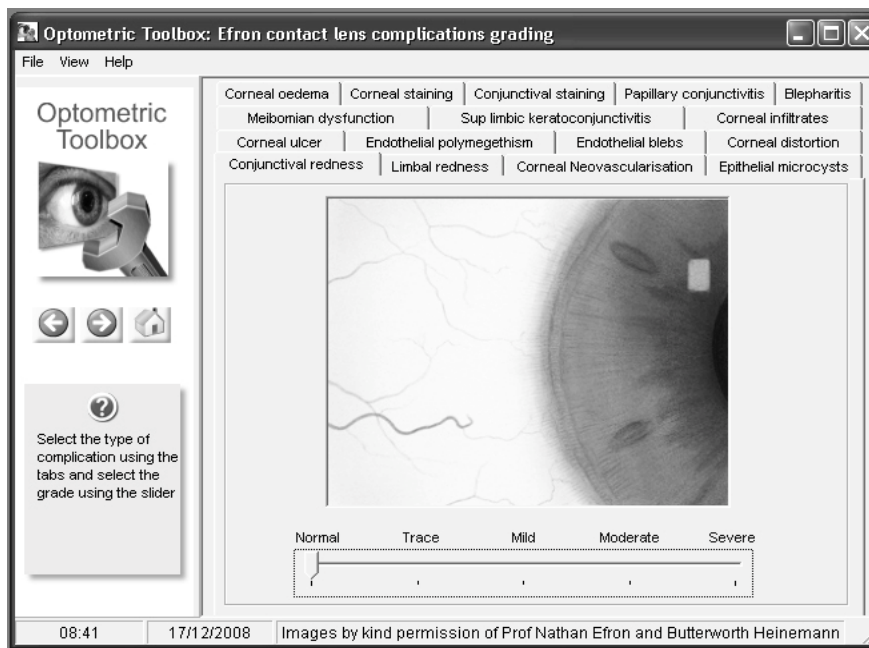 Optometric Toolbox: Efron contact lens complications grading
File View Help
Optometric
Toolbox
Corneal oedema Corneal staining Conjunctival staining Papillary conjunctivitis Blepharitis
Meibomian dysfunction Sup limbic keratoconjunctivitis Corneal infiltrates
Corneal ulcer Endothelial polymegethism Endothelial blebs Corneal distortion
Conjunctival redness Limbal redness Corneal Neovascularisation Epithelial microcysts
?
Select the type of
complication using the
tabs and select the
grade using the slider
Normal Trace Mild Moderate Severe
08:41 17/12/2008 Images by kind permission of Prof Nathan Efron and Butterworth Heinemann